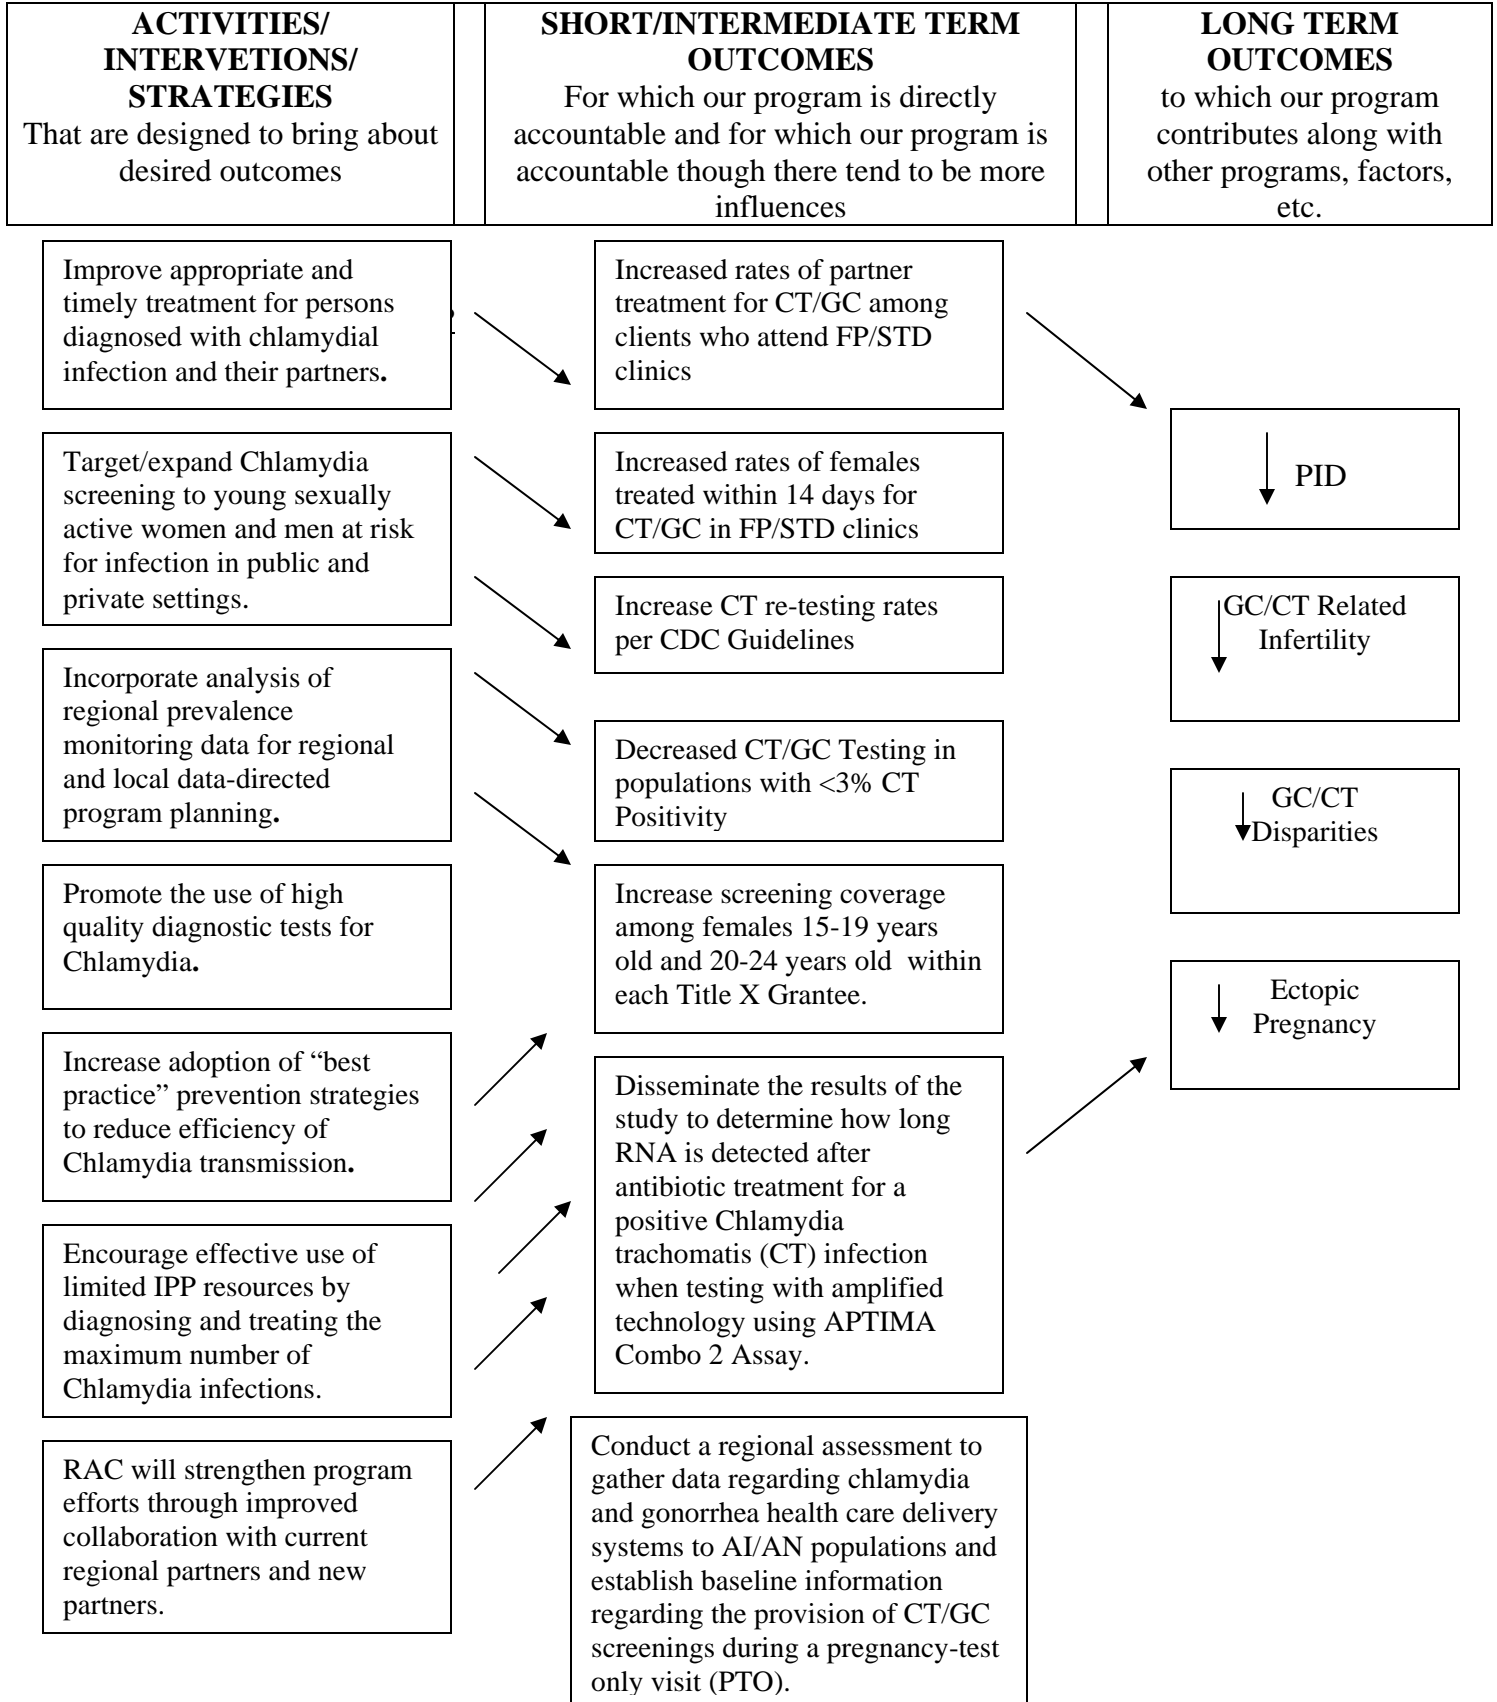 ACTIVITIES/
INTERVETIONS/
STRATEGIES
That are designed to bring about
desired outcomes
SHORT/INTERMEDIATE TERM
OUTCOMES
For which our program is directly
accountable and for which our program is
accountable though there tend to be more
influences
LONG TERM
OUTCOMES
to which our program
contributes along with
other programs, factors,
etc.
Improve appropriate and
timely treatment for persons
diagnosed with chlamydial
infection and their partners.
Target/expand Chlamydia
screening to young sexually
active women and men at risk
for infection in public and
private settings.
Incorporate analysis of
regional prevalence
monitoring data for regional
and local data-directed
program planning.
Promote the use of high
quality diagnostic tests for
Chlamydia.
Increase adoption of “best
practice” prevention strategies
to reduce efficiency of
Chlamydia transmission.
Encourage effective use of
limited IPP resources by
diagnosing and treating the
maximum number of
Chlamydia infections.
RAC will strengthen program
efforts through improved
collaboration with current
regional partners and new
partners.
Increased rates of partner
treatment for CT/GC among
clients who attend FP/STD
clinics
Increased rates of females
treated within 14 days for
CT/GC in FP/STD clinics
Increase CT re-testing rates
per CDC Guidelines
Decreased CT/GC Testing in
populations with <3% CT
Positivity
Increase screening coverage
among females 15-19 years
old and 20-24 years old within
each Title X Grantee.
Disseminate the results of the
study to determine how long
RNA is detected after
antibiotic treatment for a
positive Chlamydia
trachomatis (CT) infection
when testing with amplified
technology using APTIMA
Combo 2 Assay.
Conduct a regional assessment to
gather data regarding chlamydia
and gonorrhea health care delivery
systems to AI/AN populations and
establish baseline information
regarding the provision of CT/GC
screenings during a pregnancy-test
only visit (PTO).
PID
GC/CT Related
Infertility
GC/CT
Disparities
Ectopic
Pregnancy